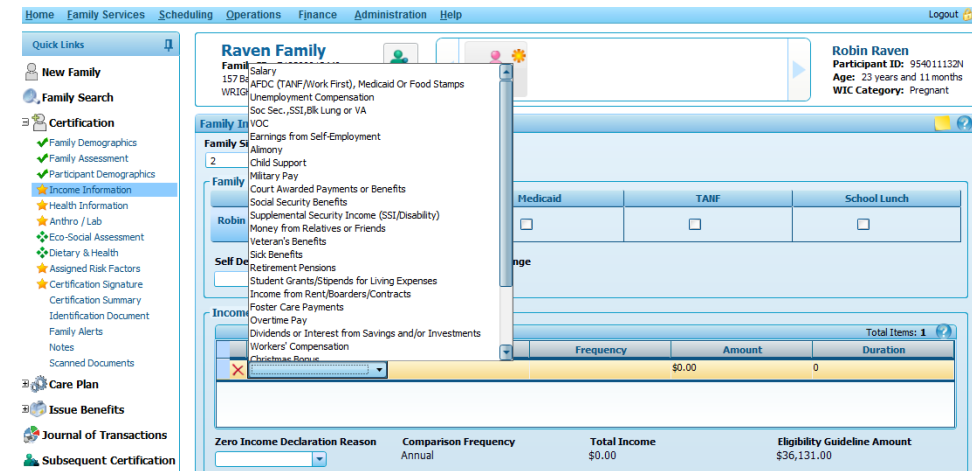 Home Family Services Scheduling Operations Finance Administration Help Logout
Quick Links
New Family
Family Search
Certification
Family Demographics
Family Assessment
Participant Demographics
Income Information
Health Information
Anthro / Lab
Eco-Social Assessment
Dietary & Health
Assigned Risk Factors
Certification Signature
Certification Summary
Identification Document
Family Alerts
Notes
Scanned Documents
Care Plan
Issue Benefits
Journal of Transactions
Subsequent Certification
Raven Family
157 Ba
WRIGH
Robin Raven
Participant ID: 954011132N
Age: 23 years and 11 months
WIC Category: Pregnant
Salary
AFDC (TANF/Work First), Medicaid Or Food Stamps
Unemployment Compensation
Soc Sec.,SSI,Blk Lung or VA
VOC
Earnings from Self-Employment
Alimony
Child Support
Military Pay
Court Awarded Payments or Benefits
Social Security Benefits
Supplemental Security Income (SSI/Disability)
Money from Relatives or Friends
Veteran's Benefits
Sick Benefits
Retirement Pensions
Student Grants/Stipends for Living Expenses
Income from Rent/Boarders/Contracts
Foster Care Payments
Overtime Pay
Dividends or Interest from Savings and/or Investments
Workers' Compensation
Christmas Bonus
Family In
Family Si
2
Family
Medicaid TANF School Lunch
Robin
Self De
nge
Income
Total Items: 1
Frequency Amount Duration
$0.00 0
Zero Income Declaration Reason Comparison Frequency Total Income Eligibility Guideline Amount
Annual $0.00 $36,131.00